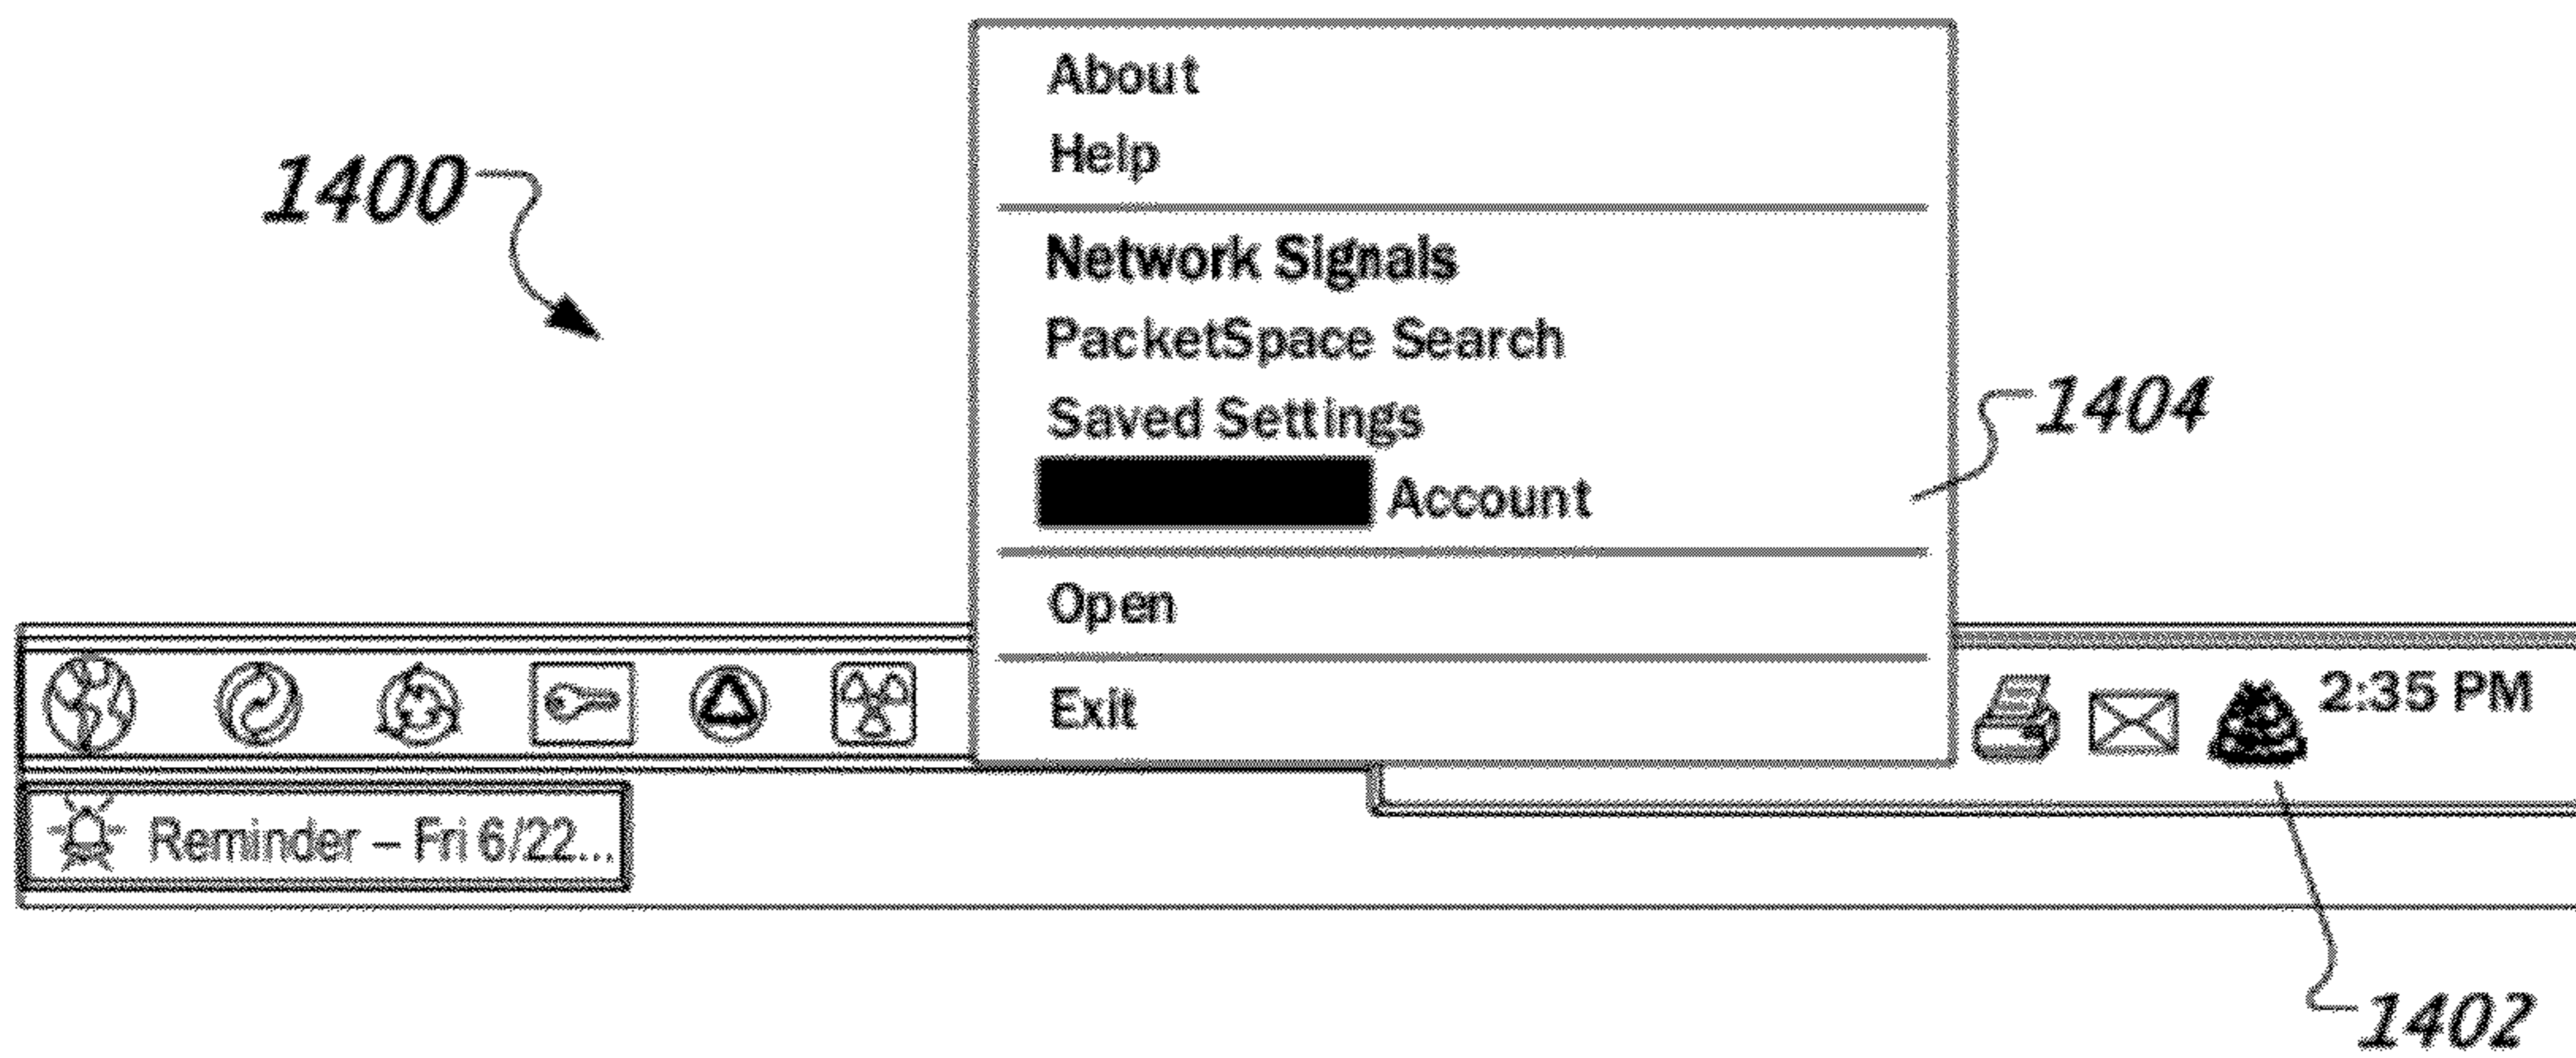 About
Help
1400
Network Signals
PacketSpace Search
Saved Settings
1404
Account
Open
Exit
2:35 PM
Reminder – Fri 6/22...
1402